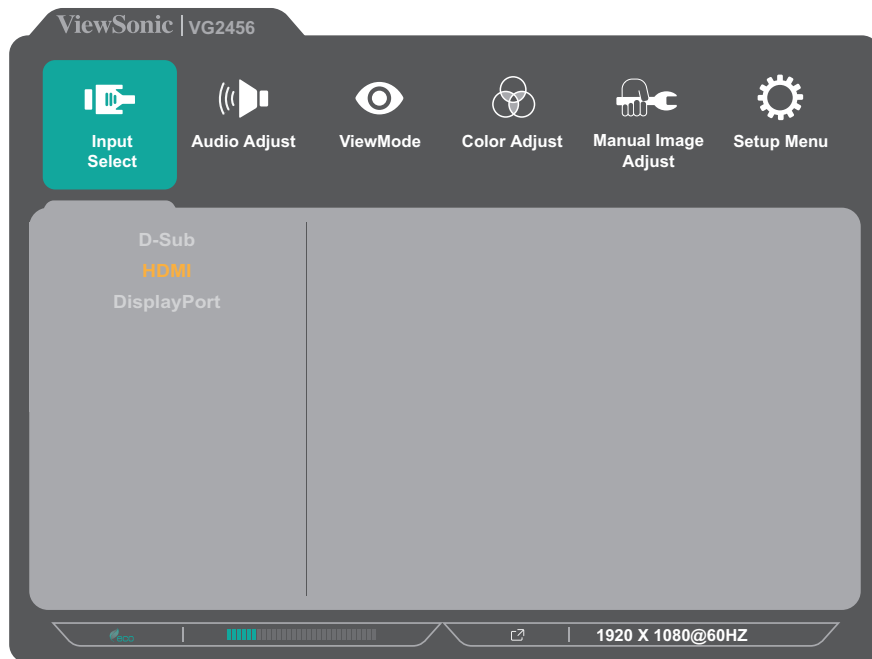 ViewSonic | VG2456
Input
Select
Audio Adjust
ViewMode
Color Adjust
Manual Image
Adjust
Setup Menu
D-Sub
HDMI
DisplayPort
eco
1920 X 1080@60HZ